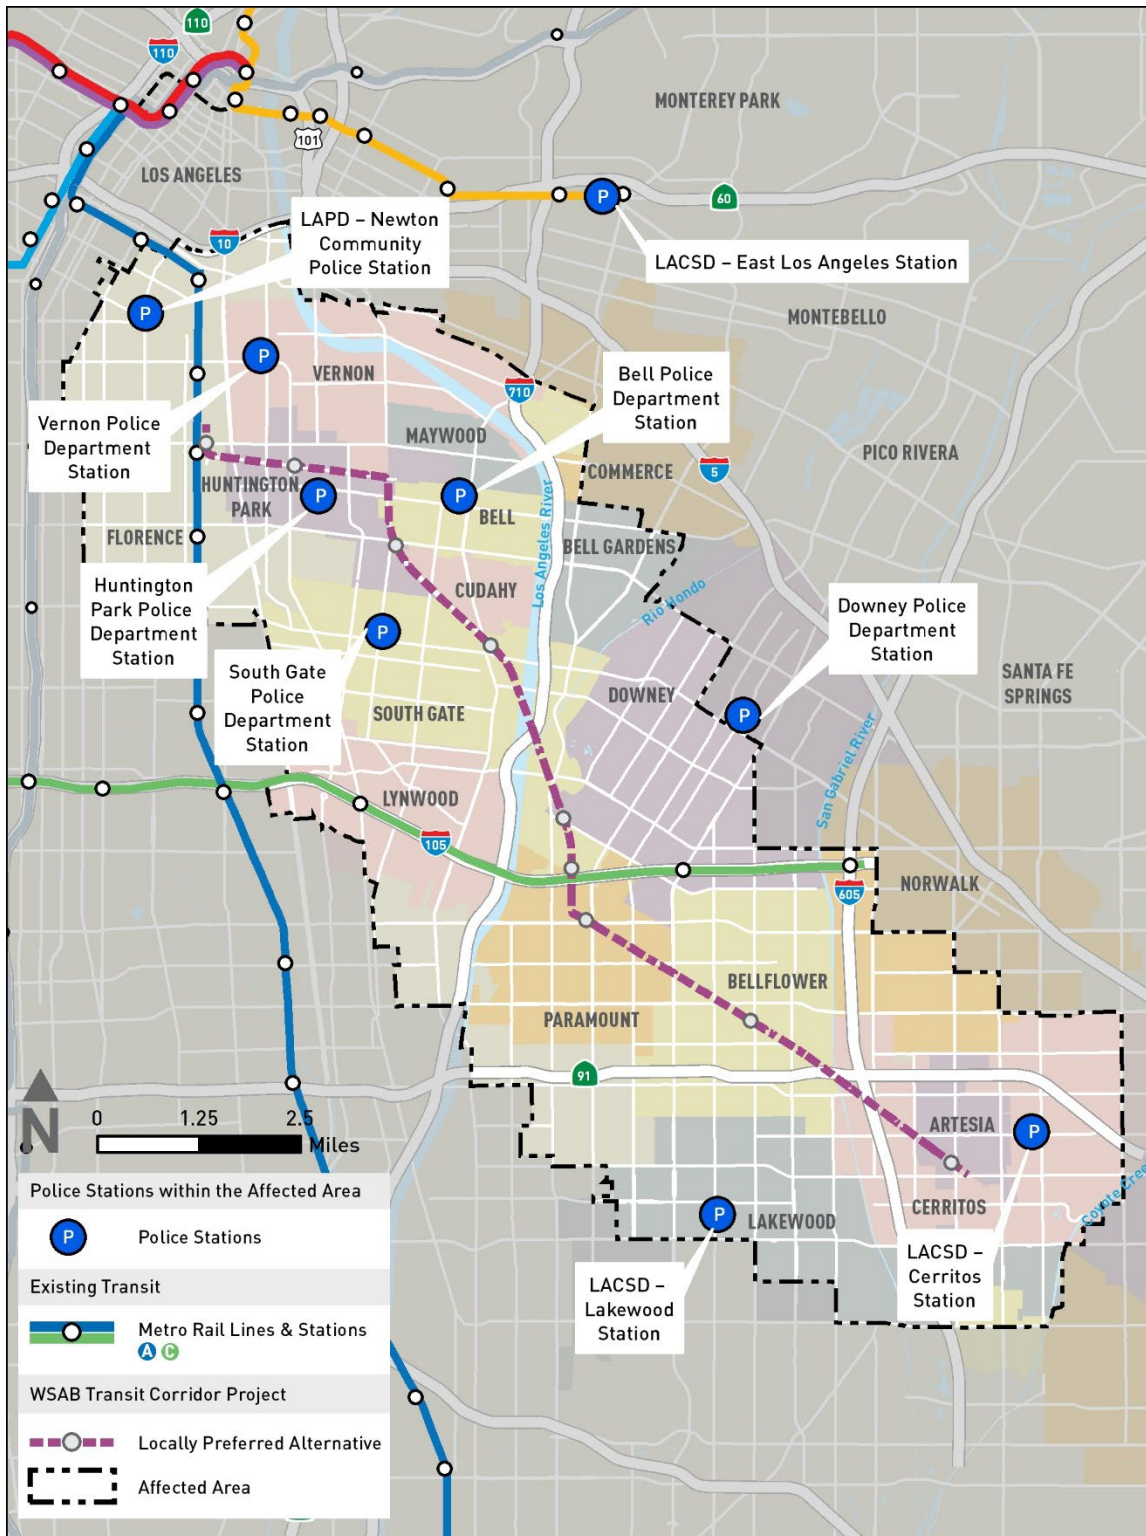 110
110
MONTEREY PARK
101
LOS ANGELES
60
LAPD – Newton
Community
Police Station
10
LACSD – East Los Angeles Station
MONTEBELLO
VERNON
Bell Police
Department
Station
710
Vernon Police
Department
Station
MAYWOOD
COMMERCE
5
PICO RIVERA
HUNTINGTON
PARK
BELL
Los Angeles River
FLORENCE
BELL GARDENS
CUDAHY
Rio Hondo
Huntington
Park Police
Department
Station
Downey Police
Department
Station
South Gate
Police
Department
Station
SOUTH GATE
DOWNEY
SANTA FE
SPRINGS
San Gabriel River
LYNWOOD
105
605
NORWALK
BELLFLOWER
PARAMOUNT
91
N
0 1.25 2.5
Miles
ARTESIA
CERRITOS
Coyote Creek
LAKEWOOD
LACSD –
Lakewood
Station
LACSD –
Cerritos
Station
P
P
P
P
P
P
P
P
P
Police Stations within the Affected Area
P Police Stations
Existing Transit
Metro Rail Lines & Stations
A C
WSAB Transit Corridor Project
Locally Preferred Alternative
Affected Area